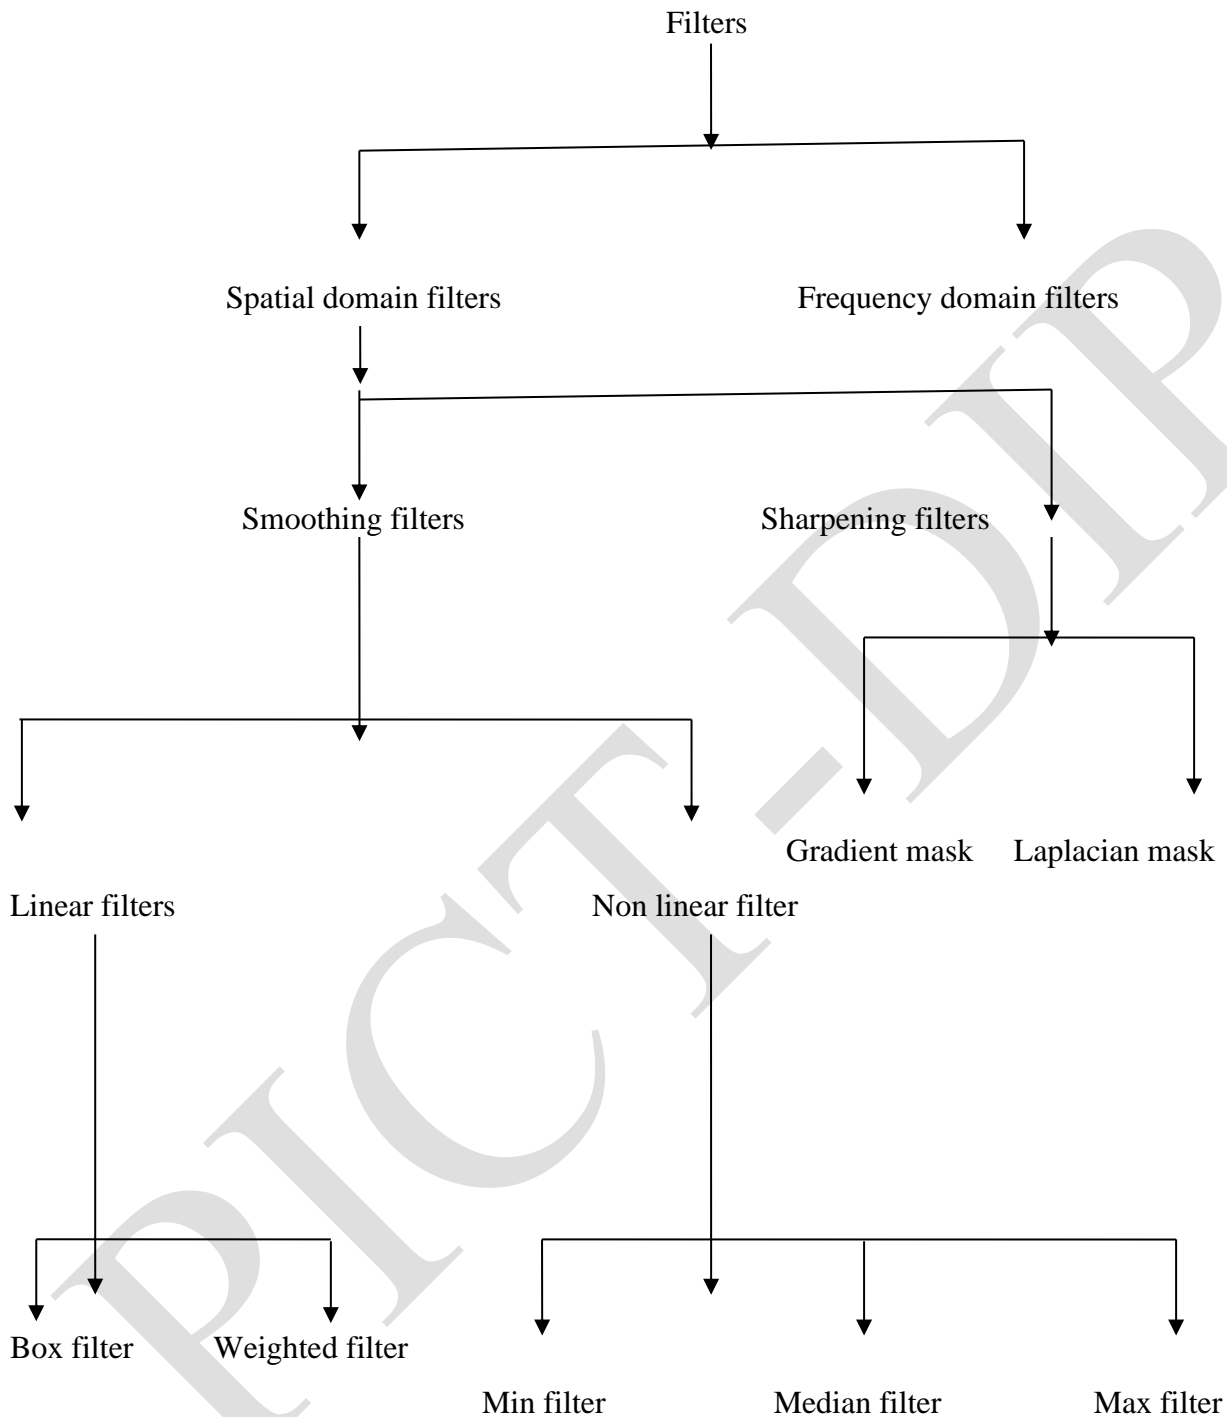 Filters
Spatial domain filters
Frequency domain filters
Smoothing filters
Sharpening filters
Gradient mask
Laplacian mask
Linear filters
Non linear filter
Box filter
Weighted filter
Min filter
Median filter
Max filter
PICT-DIP